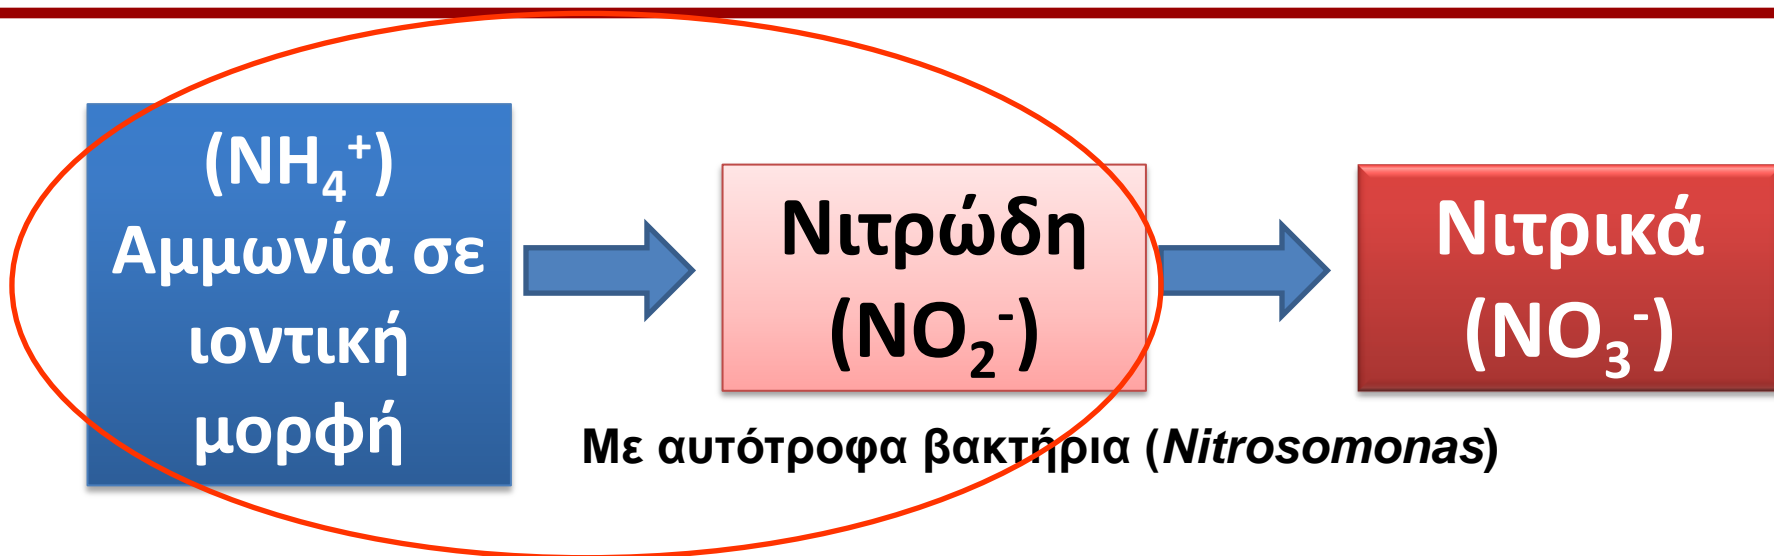 (NH₄⁺)
Αμμωνία σε
ιοντική
μορφή
Νιτρώδη
(NO₂⁻)
Νιτρικά
(NO₃⁻)
Με αυτότροφα βακτήρια (Nitrosomonas)